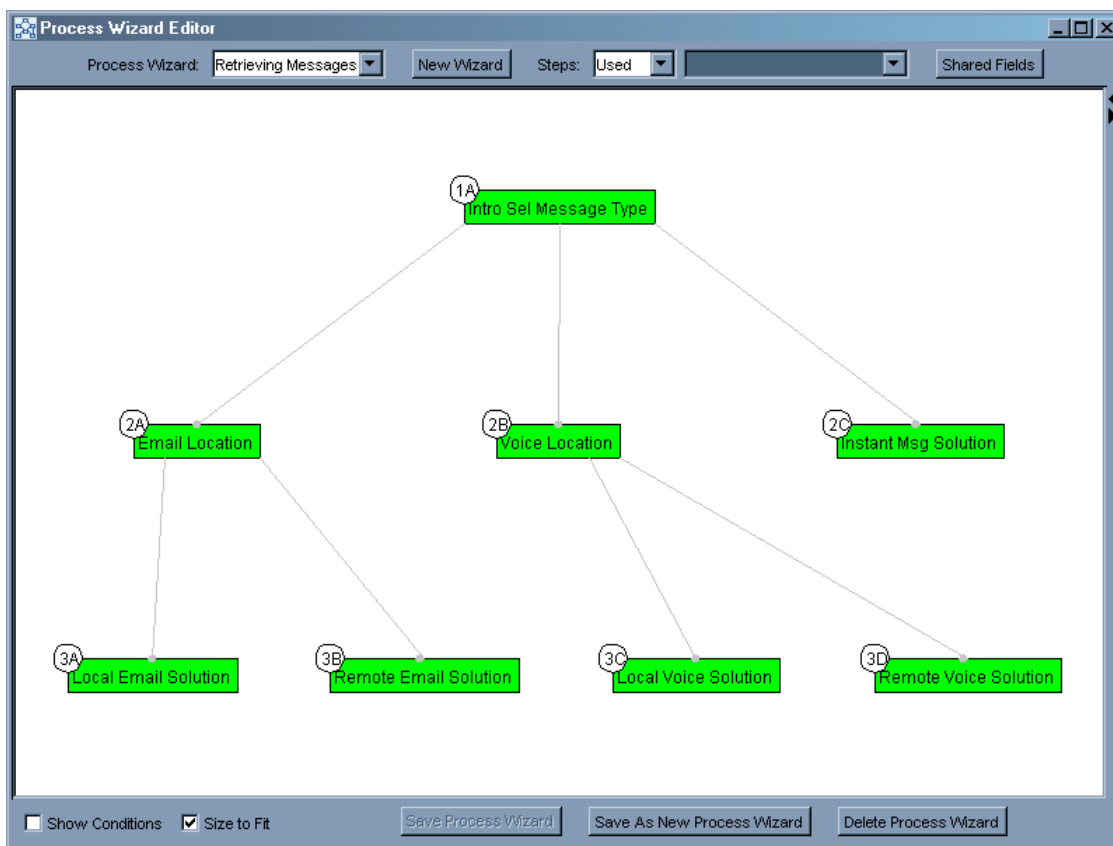 Process Wizard Editor
Process Wizard: Retrieving Messages New Wizard Steps: Used Shared Fields
1A
Intro Sel Message Type
2A 2B 2C
Email Location Voice Location Instant Msg Solution
3A 3B 3C 3D
Local Email Solution Remote Email Solution Local Voice Solution Remote Voice Solution
Show Conditions Size to Fit Save Process Wizard Save As New Process Wizard Delete Process Wizard